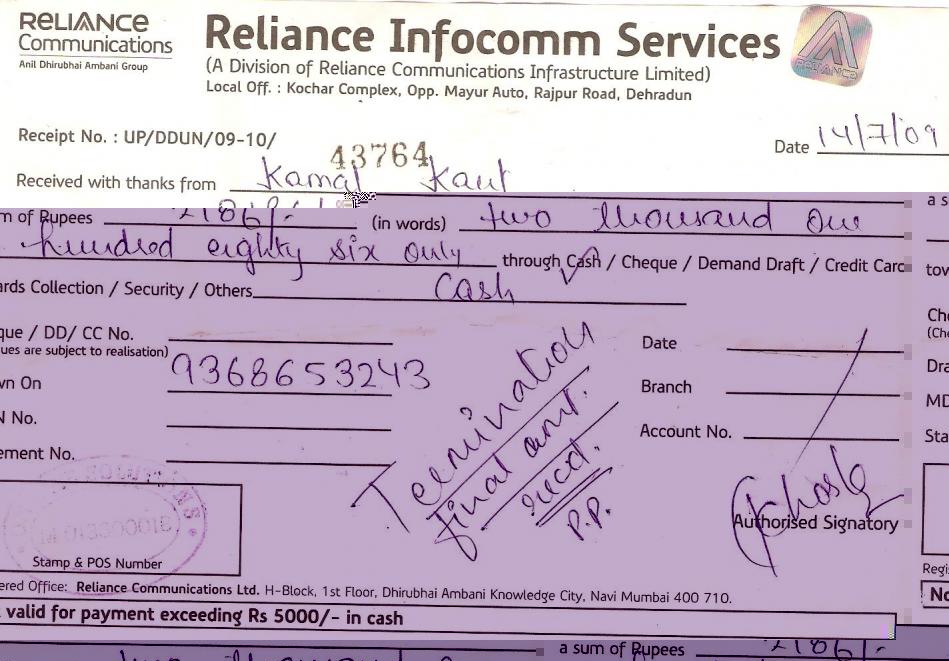 RELIANCE
Communications
Anil Dhirubhai Ambani Group
Reliance Infocomm Services
(A Division of Reliance Communications Infrastructure Limited)
Local Off. : Kochar Complex, Opp. Mayur Auto, Rajpur Road, Dehradun
RELIANCE
Receipt No. : UP/DDUN/09-10/ 43764
Date 14/7/09
Received with thanks from Kamal Kant
a s
m of Rupees 2186/- (in words) two thousand one
hundred eighty six only through Cash / Cheque / Demand Draft / Credit Card
tow
ards Collection / Security / Others Cash
que / DD/ CC No.
Date
Che
ues are subject to realisation)
(Che
wn On 9368653243
Branch
Dra
N No.
Account No.
MD
ement No.
Sta
Termination
final amt.
recd.
P.P.
Authorised Signatory
Stamp & POS Number
Regi
ered Office: Reliance Communications Ltd. H-Block, 1st Floor, Dhirubhai Ambani Knowledge City, Navi Mumbai 400 710.
No
valid for payment exceeding Rs 5000/- in cash
a sum of Rupees 2186/-